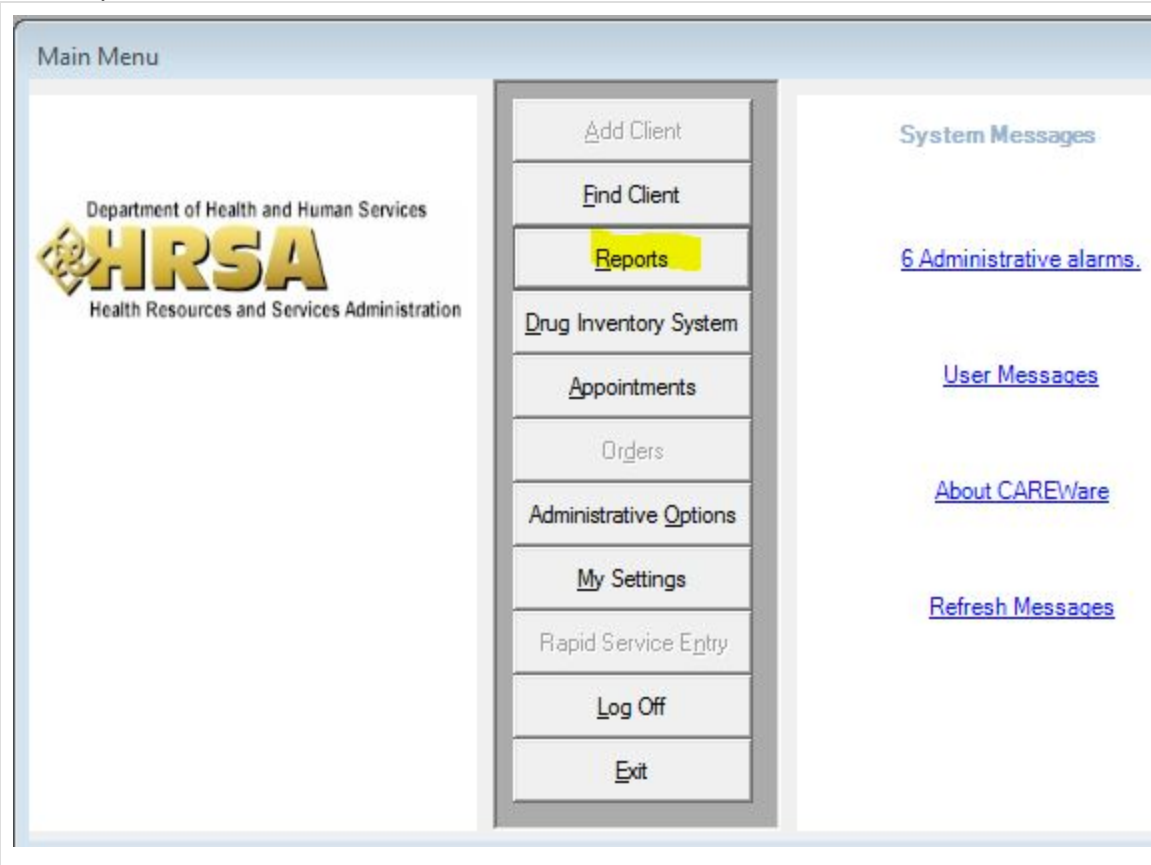 Main Menu
Department of Health and Human Services
HRSA
Health Resources and Services Administration
Add Client
Find Client
Reports
Drug Inventory System
Appointments
Orders
Administrative Options
My Settings
Rapid Service Entry
Log Off
Exit
System Messages
6 Administrative alarms.
User Messages
About CAREWare
Refresh Messages